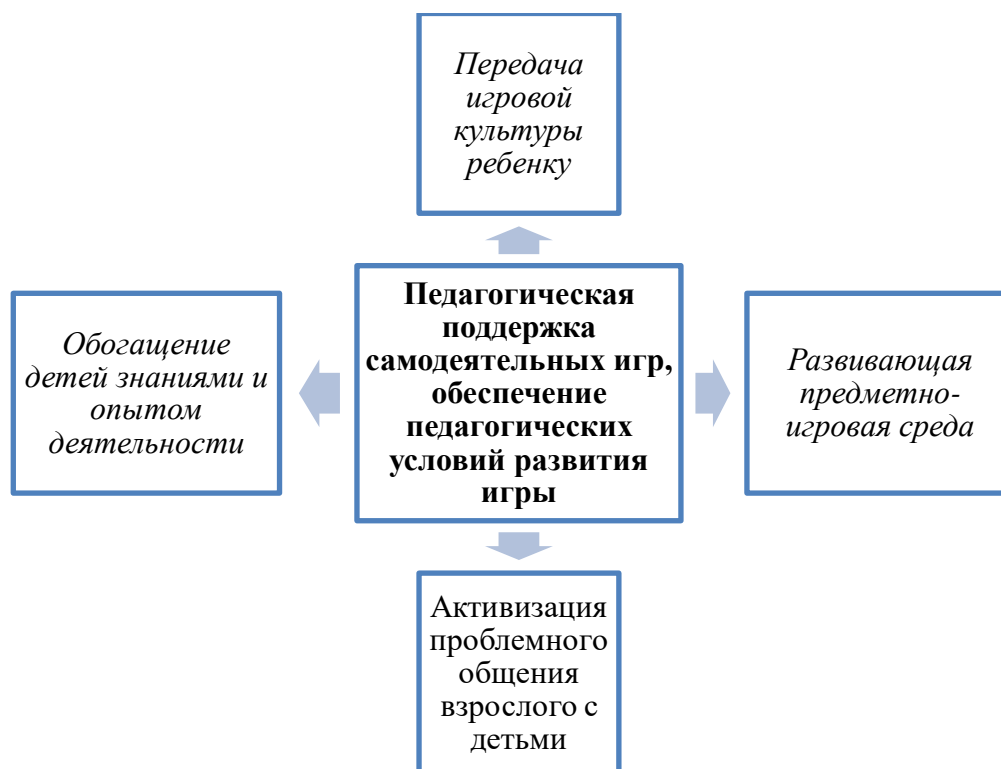 Передача
игровой
культуры
ребенку
Обогащение
детей знаниями и
опытом
деятельности
Педагогическая
поддержка
самодеятельных игр,
обеспечение
педагогических
условий развития
игры
Развивающая
предметно-
игровая среда
Активизация
проблемного
общения
взрослого с
детьми